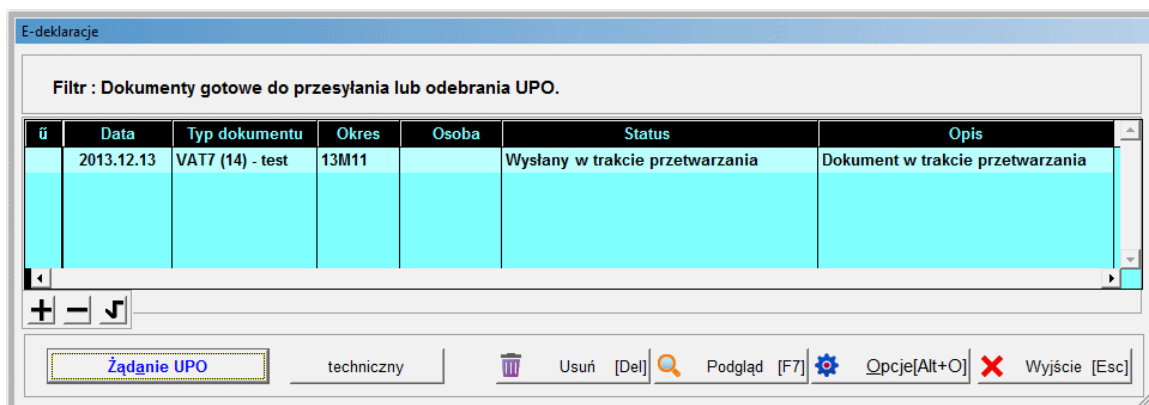 E-deklaracje
Filtr : Dokumenty gotowe do przesyłania lub odebrania UPO.
ű Data Typ dokumentu Okres Osoba Status Opis
2013.12.13 VAT7 (14) - test 13M11 Wysłany w trakcie przetwarzania Dokument w trakcie przetwarzania
Żądanie UPO techniczny Usuń [Del] Podgląd [F7] Opcje[Alt+O] Wyjście [Esc]